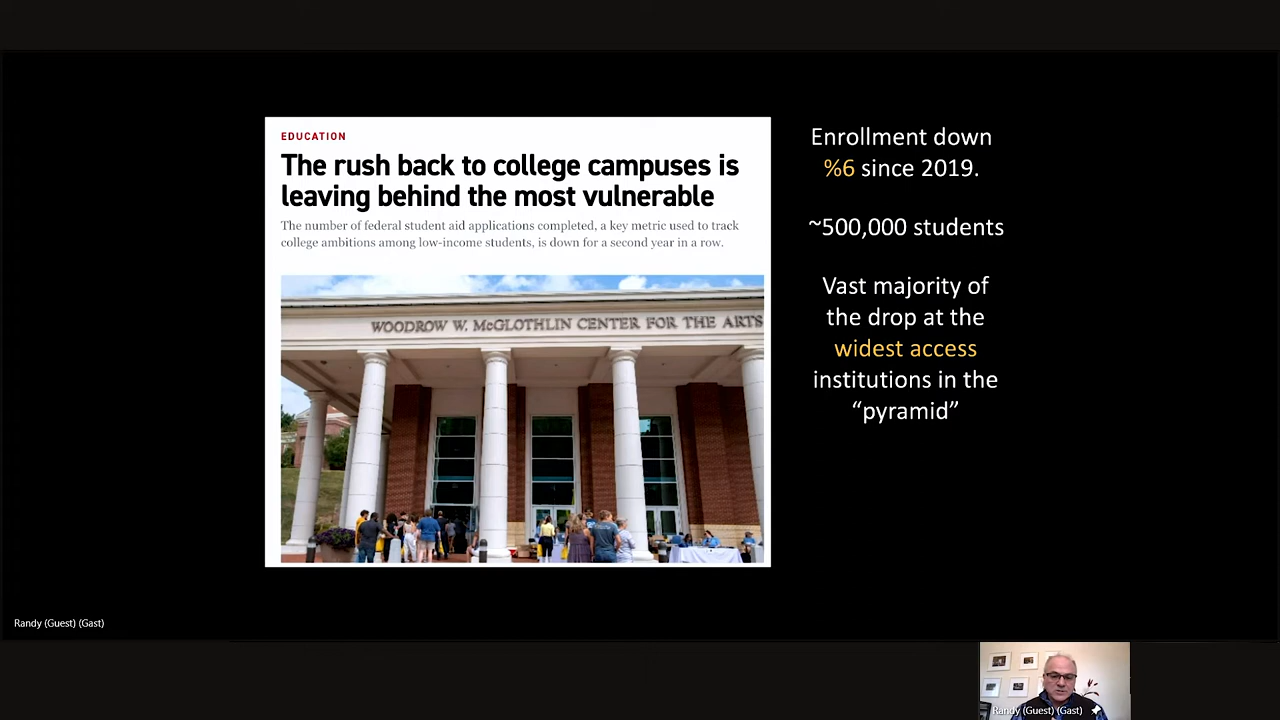 EDUCATION
The rush back to college campuses is
leaving behind the most vulnerable
The number of federal student aid applications completed, a key metric used to track
college ambitions among low-income students, is down for a second year in a row.
WOODROW W. McGLOTHLIN CENTER FOR THE ARTS
Enrollment down
%6 since 2019.
~500,000 students
Vast majority of
the drop at the
widest access
institutions in the
“pyramid”
Randy (Guest) (Gast)
Randy (Guest) (Gast)